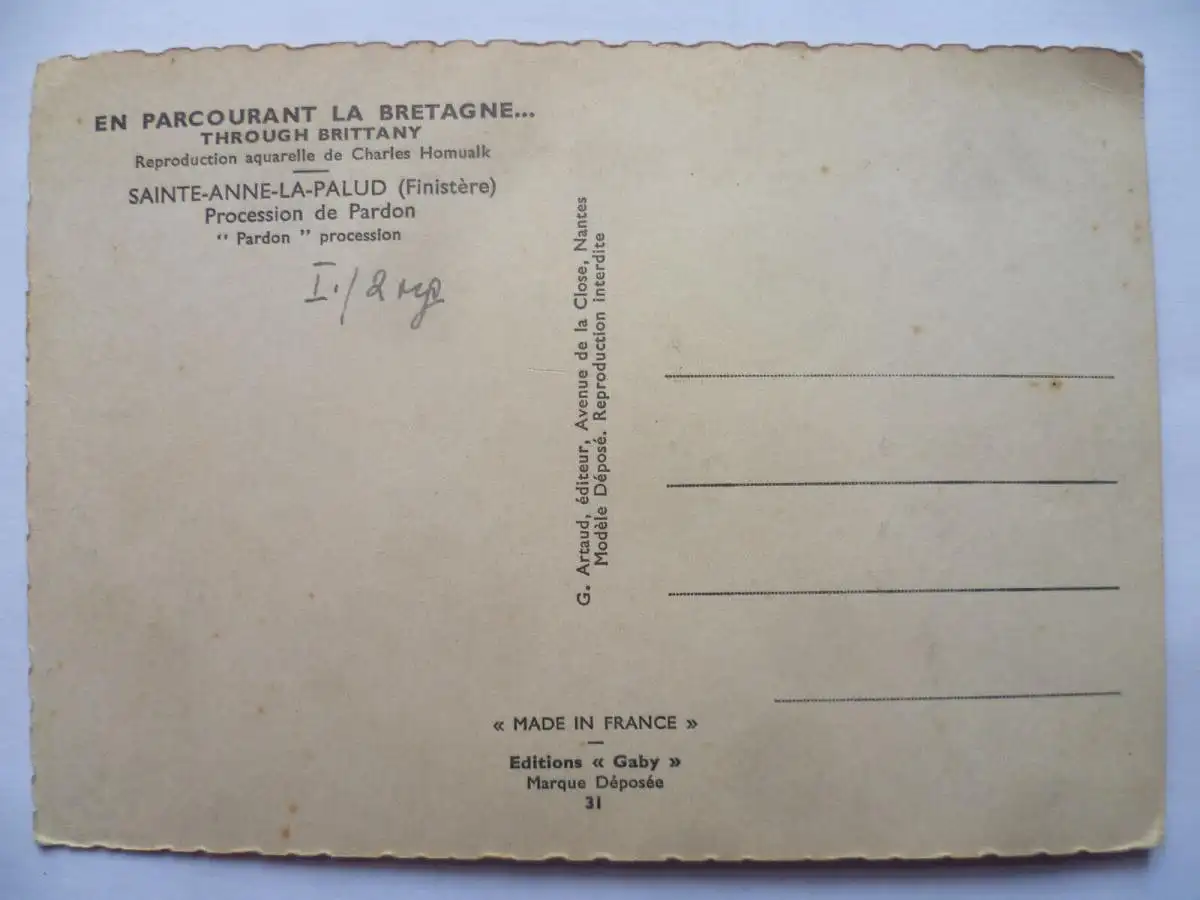 EN PARCOURANT LA BRETAGNE...
THROUGH BRITTANY
Reproduction aquarelle de Charles Homualk
SAINTE-ANNE-LA-PALUD (Finistère)
Procession de Pardon
“ Pardon ” procession
I./2
G. Artaud, éditeur, Avenue de la Close, Nantes
Modèle Déposé. Reproduction interdite
« MADE IN FRANCE »
Editions « Gaby »
Marque Déposée
31